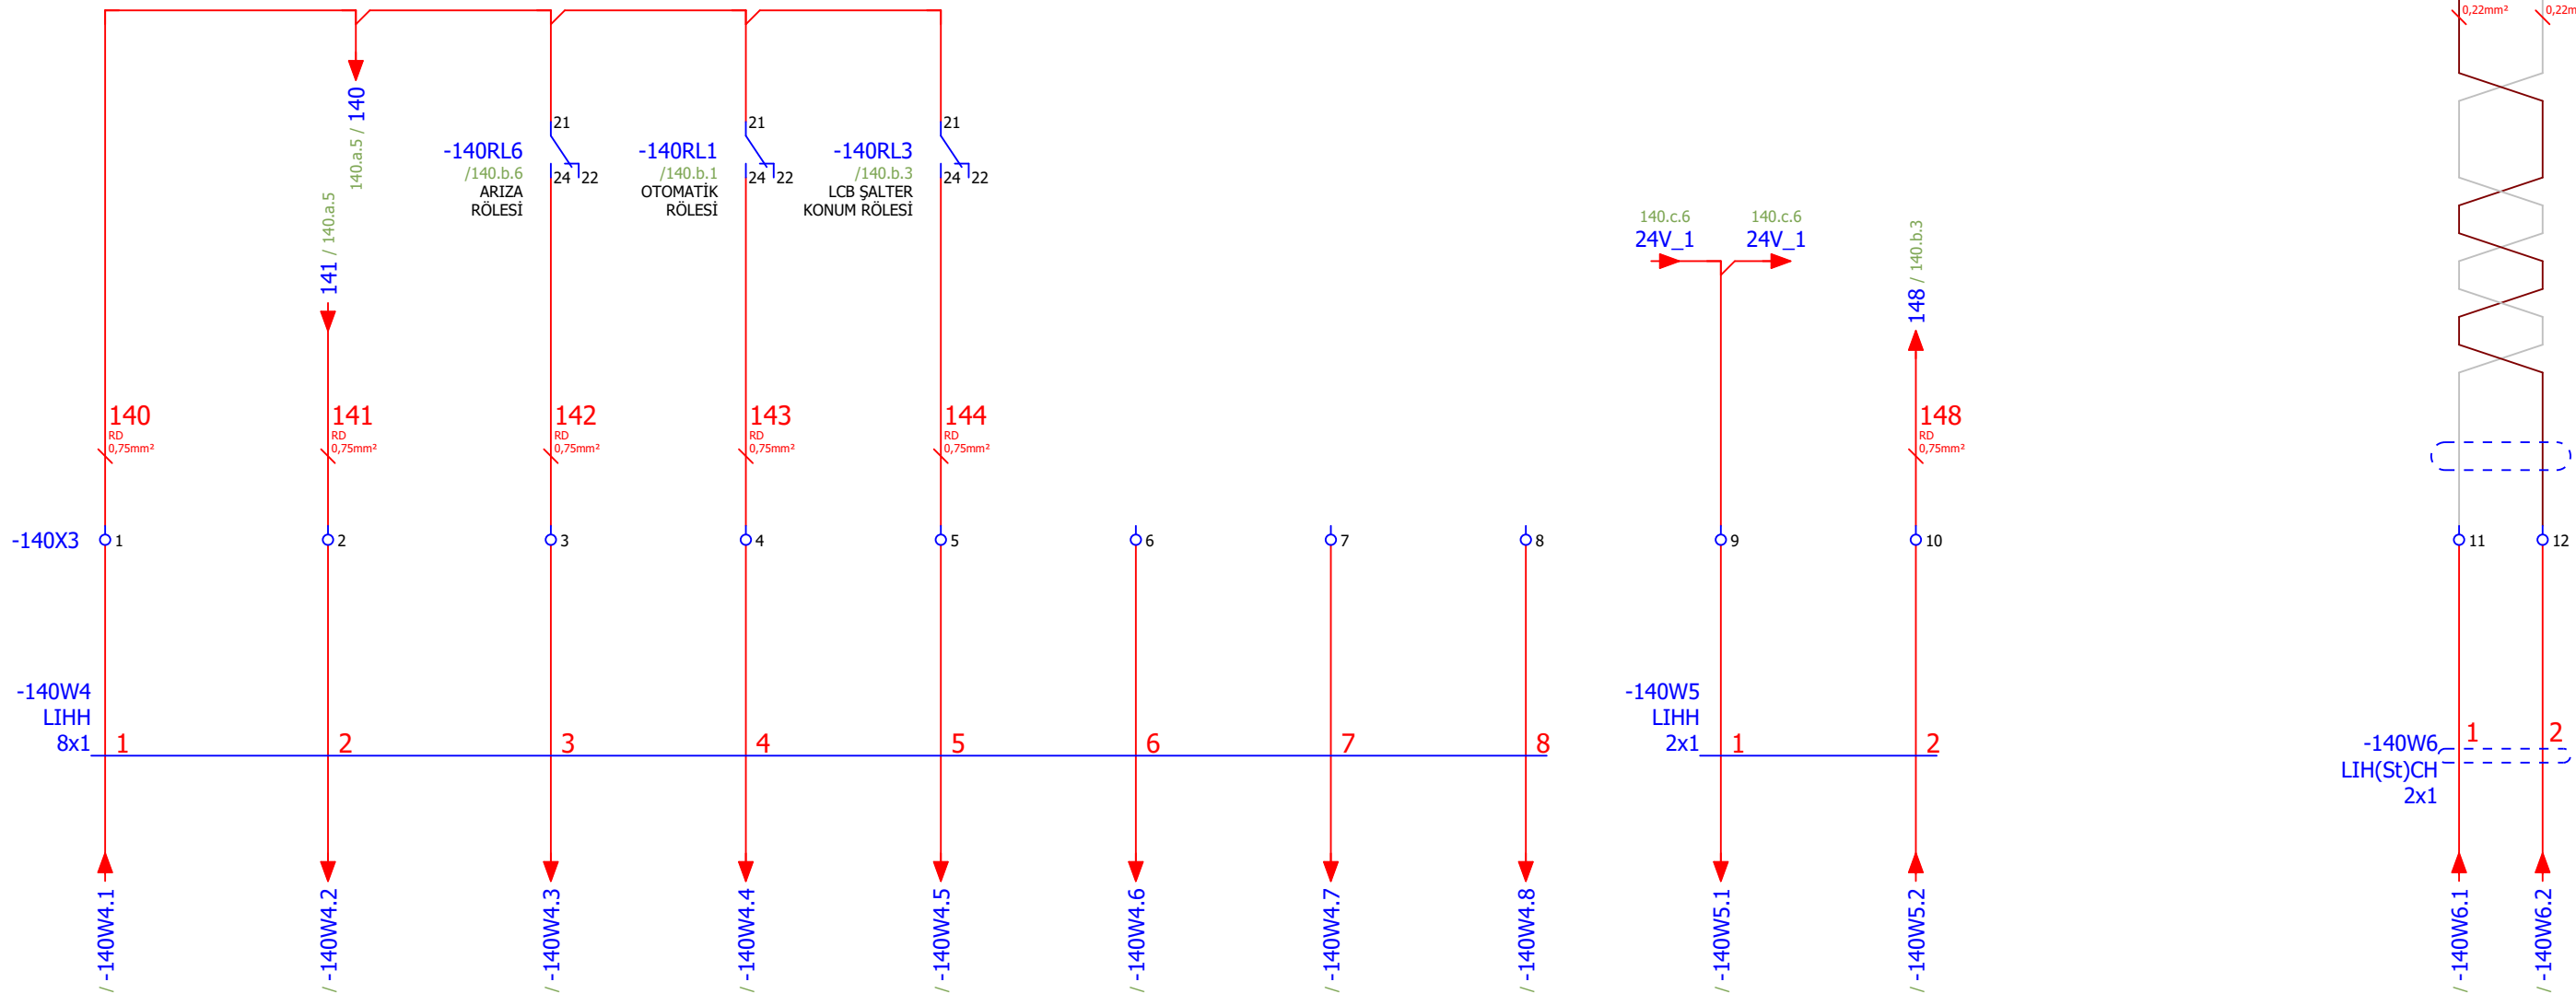 0,22mm²
140.a.5 / 140
141 / 140.a.5
21
-140RL6
/140.b.6
24 22
ARIZA
RÖLESİ
21
-140RL1
/140.b.1
24 22
OTOMATİK
RÖLESİ
21
-140RL3
/140.b.3
24 22
LCB ŞALTER
KONUM RÖLESİ
140.c.6
24V_1
140.c.6
24V_1
148 / 140.b.3
140
RD
0,75mm²
141
RD
0,75mm²
142
RD
0,75mm²
143
RD
0,75mm²
144
RD
0,75mm²
148
RD
0,75mm²
-140X3
1
2
3
4
5
6
7
8
9
10
11
12
-140W4
LIHH
8x1
1
2
3
4
5
6
7
8
-140W5
LIHH
2x1
1
2
-140W6
LIH(St)CH
2x1
1
2
/ -140W4.1
/ -140W4.2
/ -140W4.3
/ -140W4.4
/ -140W4.5
/ -140W4.6
/ -140W4.7
/ -140W4.8
/ -140W5.1
/ -140W5.2
/ -140W6.1
/ -140W6.2